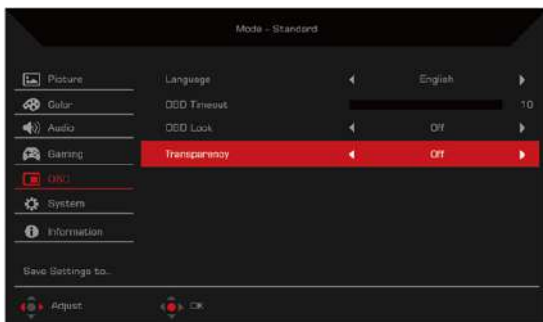 Mode - Standard
Picture
Language
English
Color
OSD Timeout
10
Audio
OSD Lock
Off
Gaming
Transparency
Off
OSD
System
Information
Save Settings to...
Adjust
OK